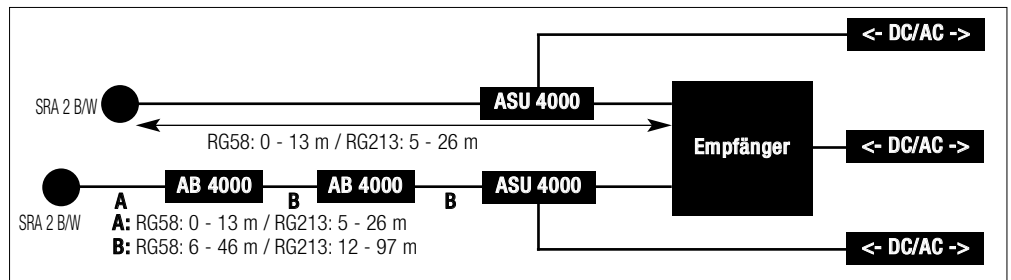 <- DC/AC ->
SRA 2 B/W
ASU 4000
RG58: 0 - 13 m / RG213: 5 - 26 m
Empfänger
<- DC/AC ->
SRA 2 B/W
A
AB 4000
B
AB 4000
B
ASU 4000
A: RG58: 0 - 13 m / RG213: 5 - 26 m
B: RG58: 6 - 46 m / RG213: 12 - 97 m
<- DC/AC ->